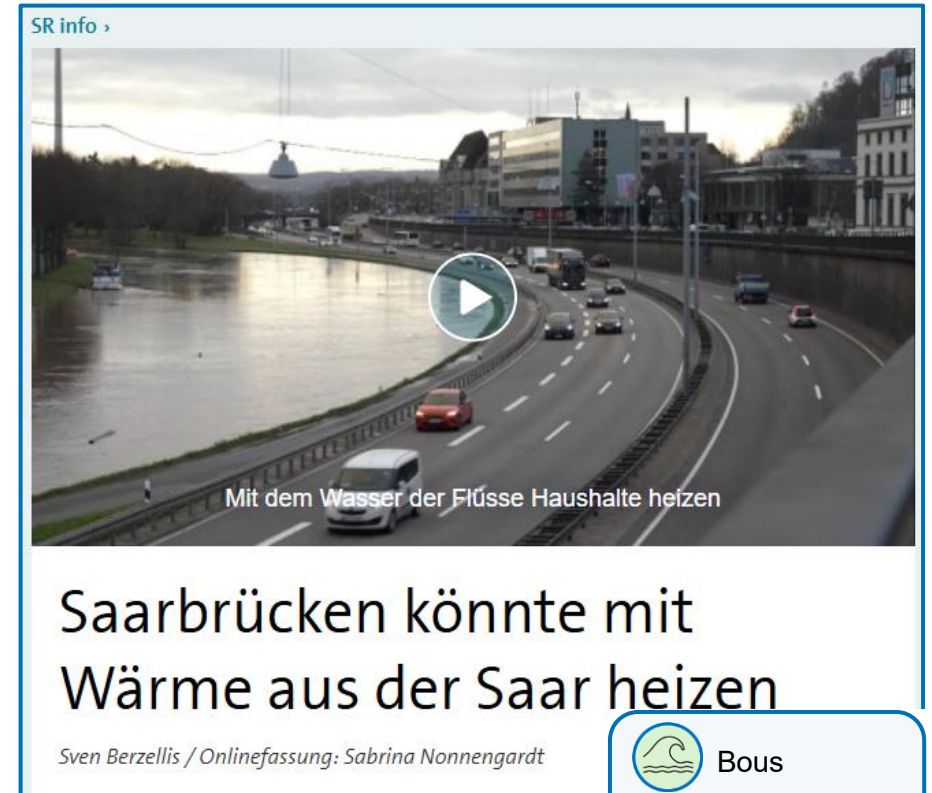 SR info ›
Mit dem Wasser der Flüsse Haushalte heizen
Saarbrücken könnte mit
Wärme aus der Saar heizen
Sven Berzellis / Onlinefassung: Sabrina Nonnengardt
Bous